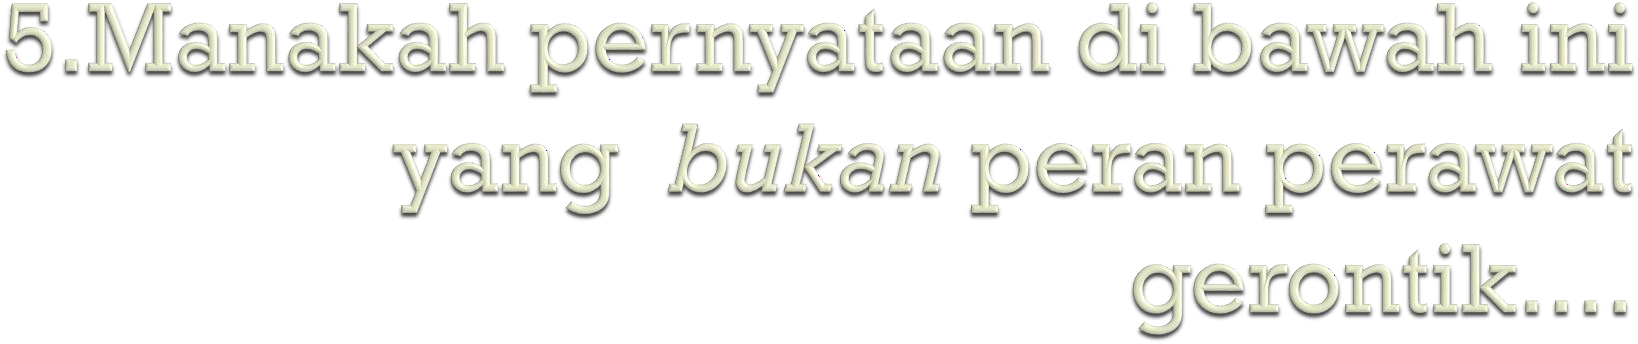 5.Manakah pernyataan di bawah ini
yang bukan peran perawat
gerontik....